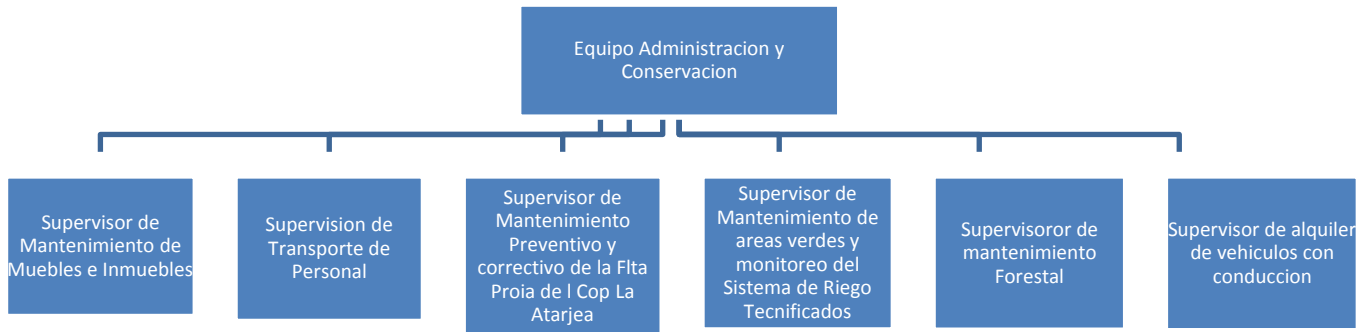 Equipo Administracion y
Conservacion
Supervisor de
Mantenimiento de
Muebles e Inmuebles
Supervision de
Transporte de
Personal
Supervisor de
Mantenimiento
Preventivo y
correctivo de la Flta
Proia de l Cop La
Atarjea
Supervisor de
Mantenimiento de
areas verdes y
monitoreo del
Sistema de Riego
Tecnificados
Supervisoror de
mantenimiento
Forestal
Supervisor de alquiler
de vehiculos con
conduccion